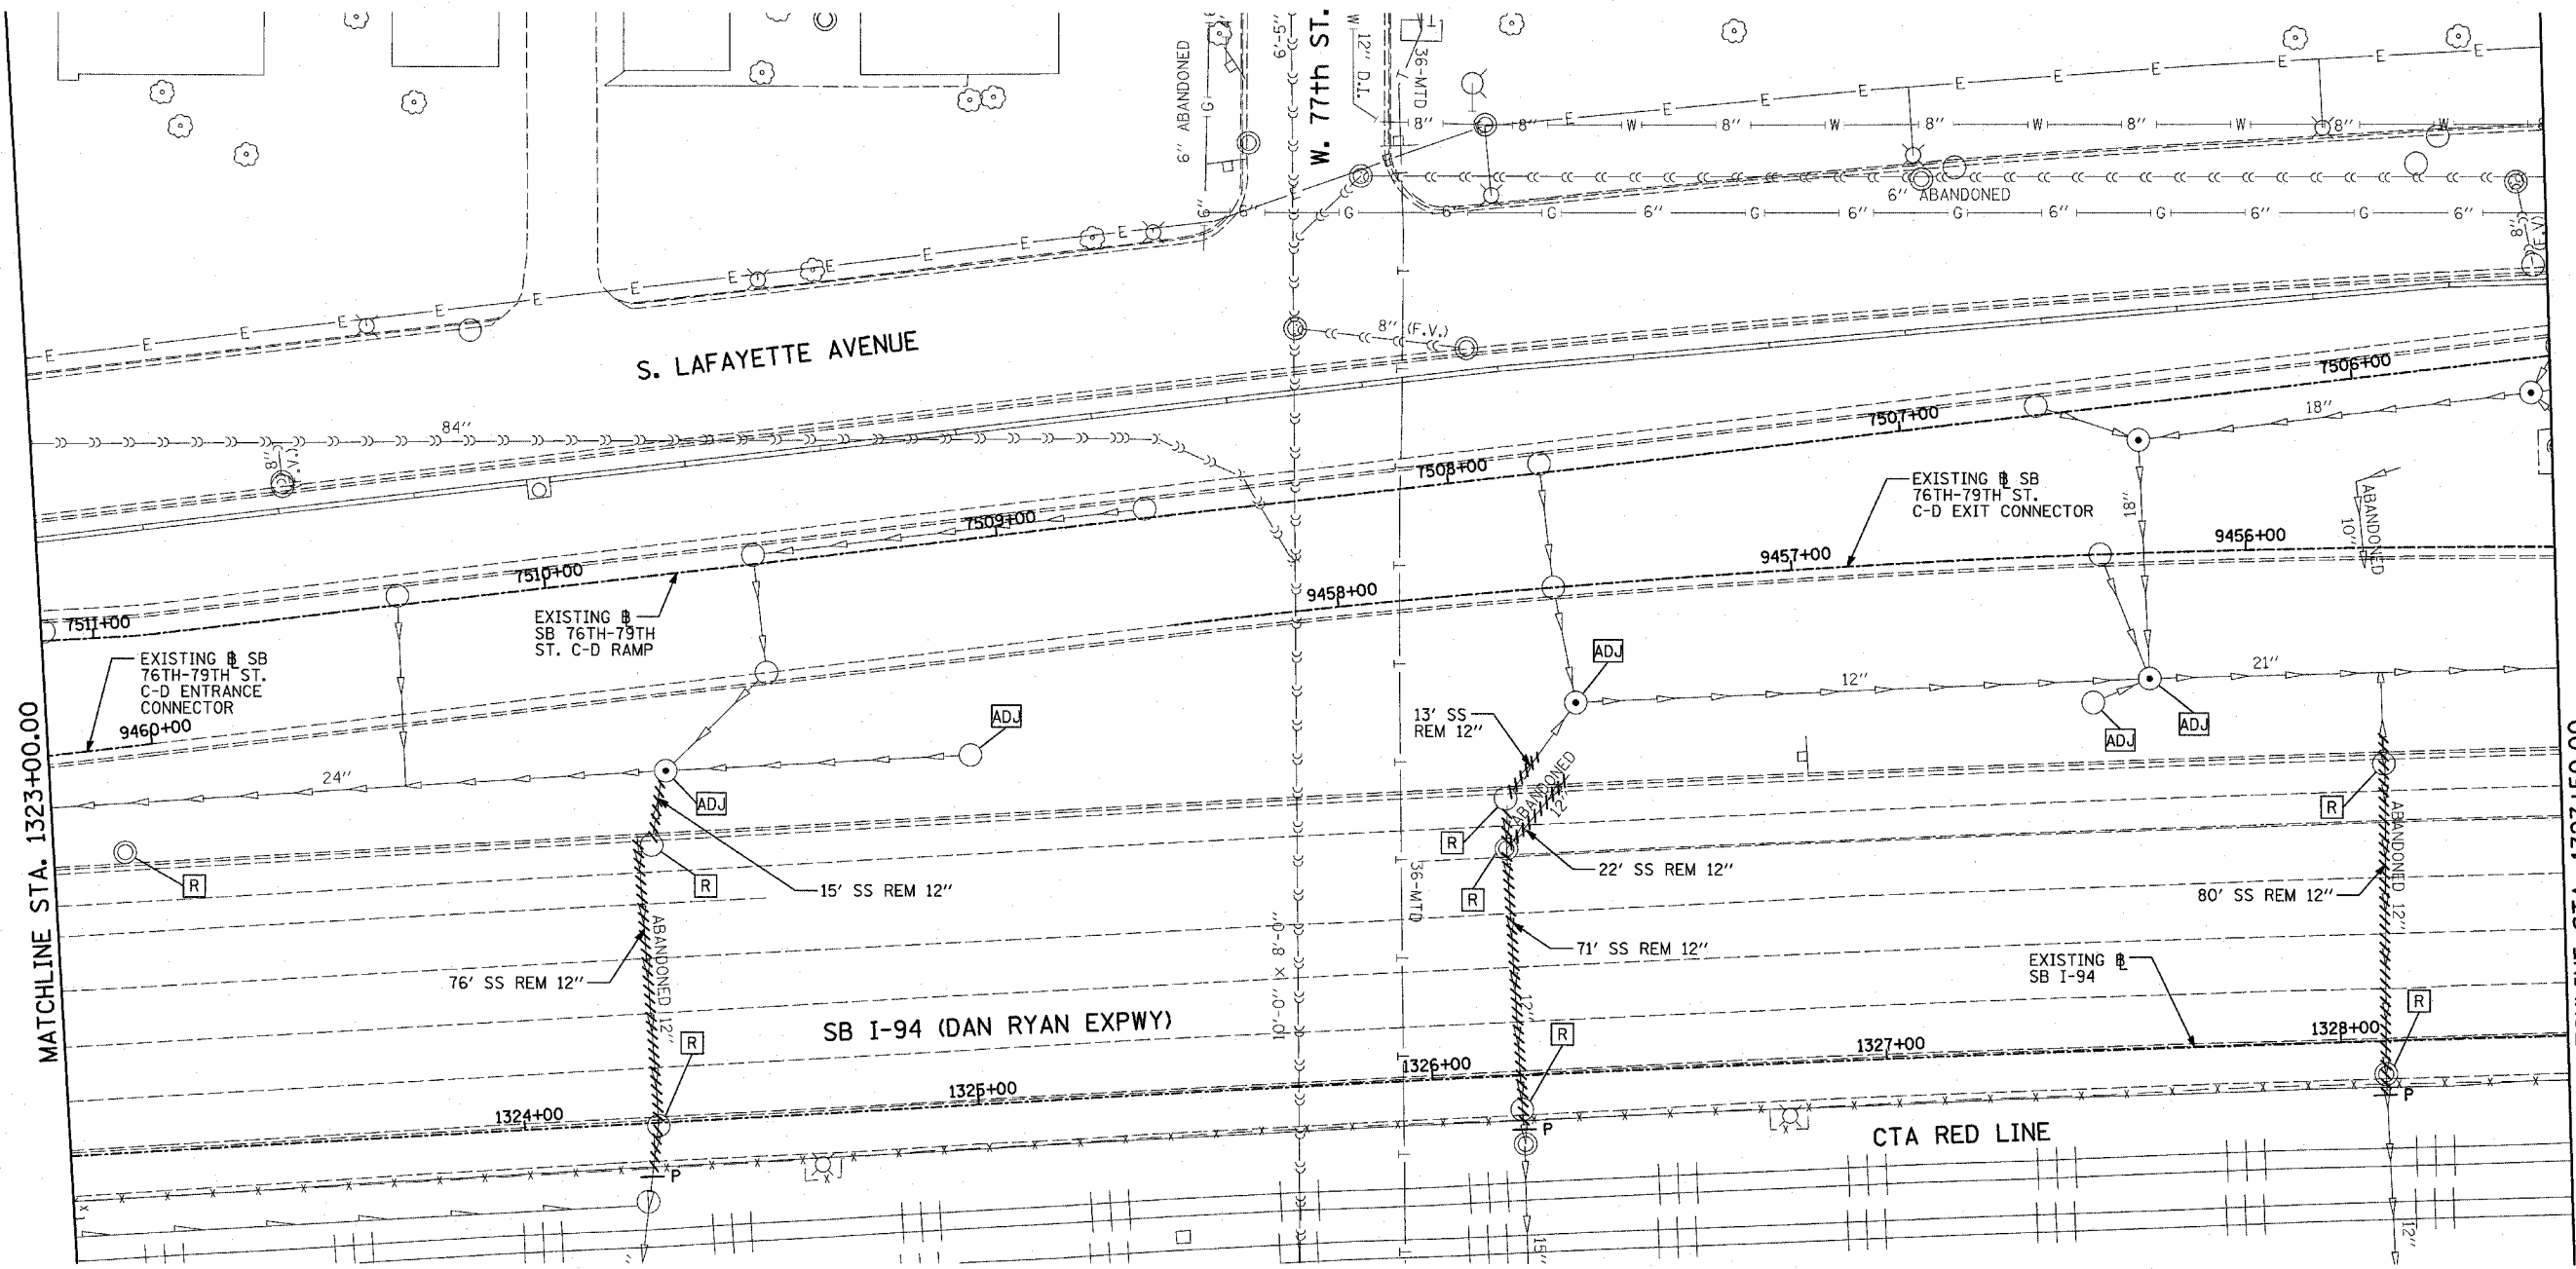 6" ABANDONED
G
6'-5"
W. 77th ST.
W
12" D.I.
36-MTD
T
E E E E E E E E
8" 8" W 8" W 8" W 8" W 8" W
6" ABANDONED
6" 6" G 6" G 6" G 6" G 6" G 6"
8"
(F.V.)
E E E E E E E E E E E
S. LAFAYETTE AVENUE
8" (F.V.)
84"
8"
7506+00
7507+00
18"
7508+00
7509+00
7510+00
7511+00
EXISTING ℄ SB
76TH-79TH ST.
C-D EXIT CONNECTOR
18"
ABANDONED
10"
9456+00
9457+00
9458+00
9460+00
EXISTING ℄
SB 76TH-79TH
ST. C-D RAMP
EXISTING ℄ SB
76TH-79TH ST.
C-D ENTRANCE
CONNECTOR
MATCHLINE STA. 1323+00.00
24"
ADJ
ADJ
ADJ
12"
21"
ADJ
ADJ
13' SS
REM 12"
ABANDONED
12"
R
R
R
R
R
15' SS REM 12"
22' SS REM 12"
80' SS REM 12"
ABANDONED 12"
76' SS REM 12"
ABANDONED 12"
71' SS REM 12"
12"
36-MTD
10'-0" X 8'-0"
EXISTING ℄
SB I-94
SB I-94 (DAN RYAN EXPWY)
R
R
R
1324+00
1325+00
1326+00
1327+00
1328+00
P
P
P
CTA RED LINE
15"
12"